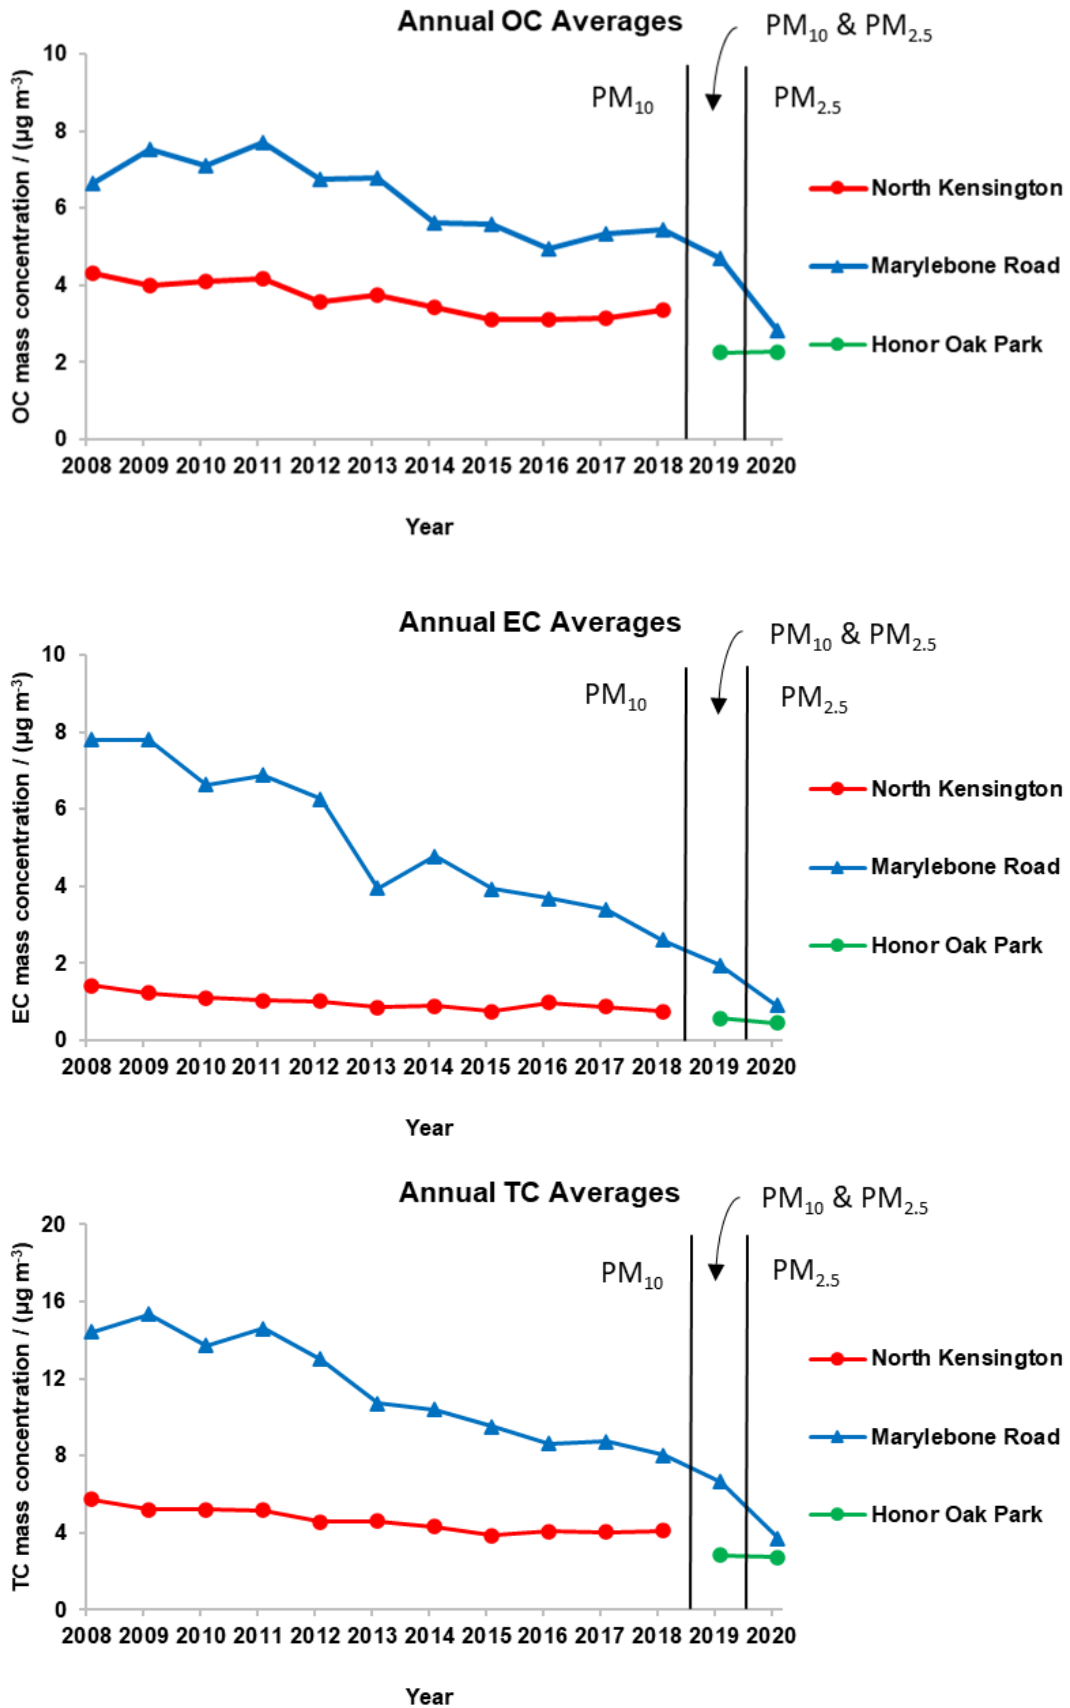 Annual OC Averages
PM₁₀ & PM₂.₅
PM₁₀
PM₂.₅
OC mass concentration / (µg m⁻³)
10
8
6
4
2
0
2008 2009 2010 2011 2012 2013 2014 2015 2016 2017 2018 2019 2020
Year
North Kensington
Marylebone Road
Honor Oak Park
Annual EC Averages
PM₁₀ & PM₂.₅
PM₁₀
PM₂.₅
EC mass concentration / (µg m⁻³)
10
8
6
4
2
0
2008 2009 2010 2011 2012 2013 2014 2015 2016 2017 2018 2019 2020
Year
North Kensington
Marylebone Road
Honor Oak Park
Annual TC Averages
PM₁₀ & PM₂.₅
PM₁₀
PM₂.₅
TC mass concentration / (µg m⁻³)
20
16
12
8
4
0
2008 2009 2010 2011 2012 2013 2014 2015 2016 2017 2018 2019 2020
Year
North Kensington
Marylebone Road
Honor Oak Park